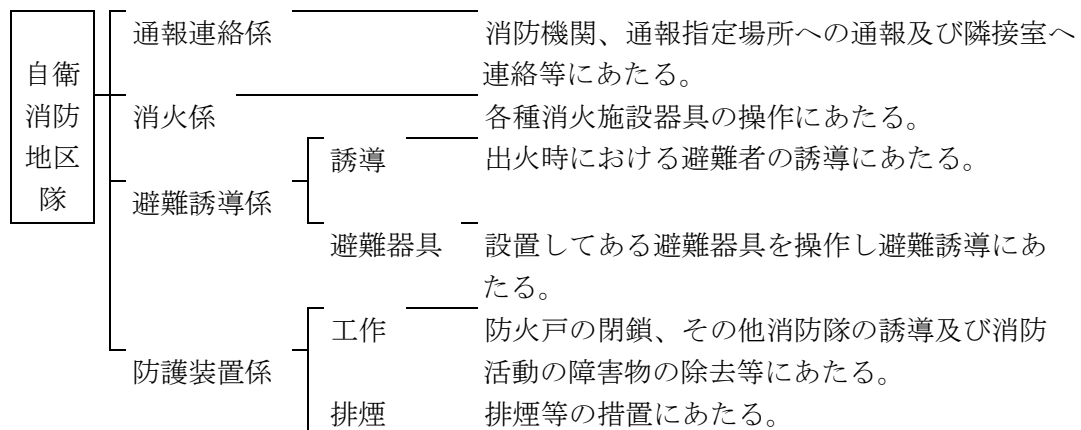 自衛
消防
地区
隊
通報連絡係 消防機関、通報指定場所への通報及び隣接室へ
連絡等にあたる。
消火係 各種消火施設器具の操作にあたる。
避難誘導係
誘導 出火時における避難者の誘導にあたる。
避難器具 設置してある避難器具を操作し避難誘導にあ
たる。
防護装置係
工作 防火戸の閉鎖、その他消防隊の誘導及び消防
活動の障害物の除去等にあたる。
排煙 排煙等の措置にあたる。